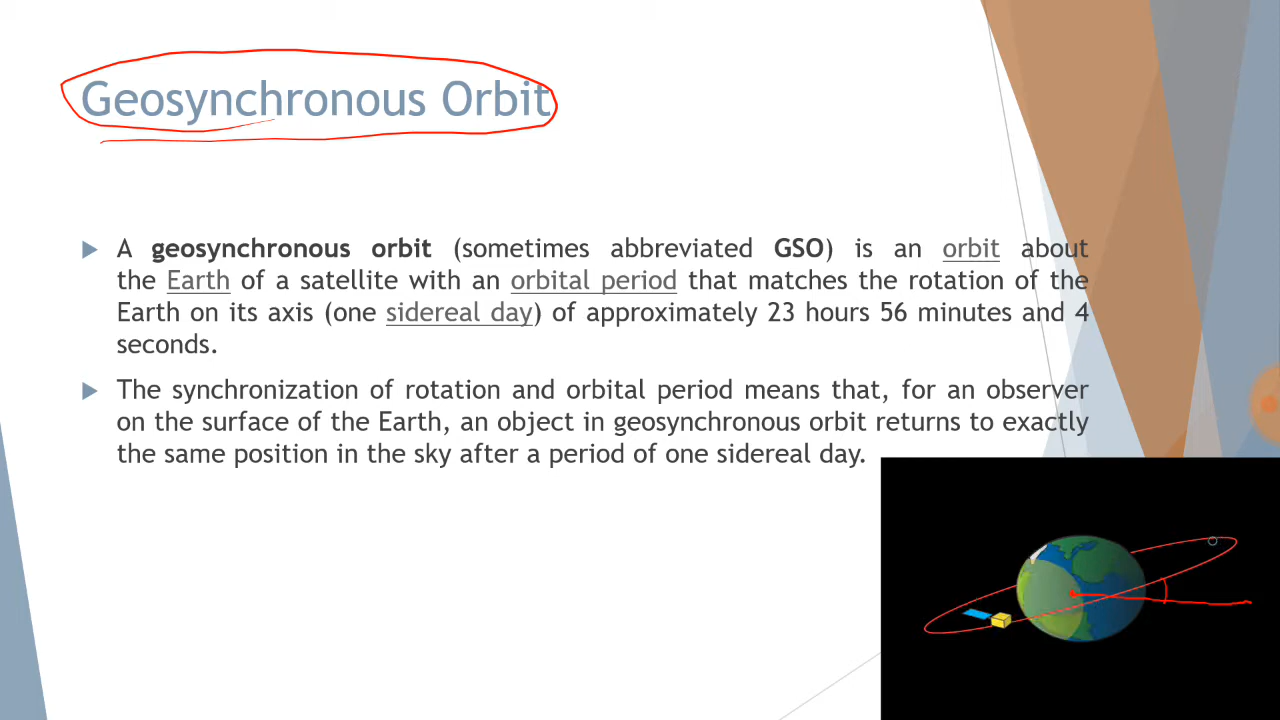 Geosynchronous Orbit
A geosynchronous orbit (sometimes abbreviated GSO) is an orbit about
the Earth of a satellite with an orbital period that matches the rotation of the
Earth on its axis (one sidereal day) of approximately 23 hours 56 minutes and 4
seconds.
The synchronization of rotation and orbital period means that, for an observer
on the surface of the Earth, an object in geosynchronous orbit returns to exactly
the same position in the sky after a period of one sidereal day.